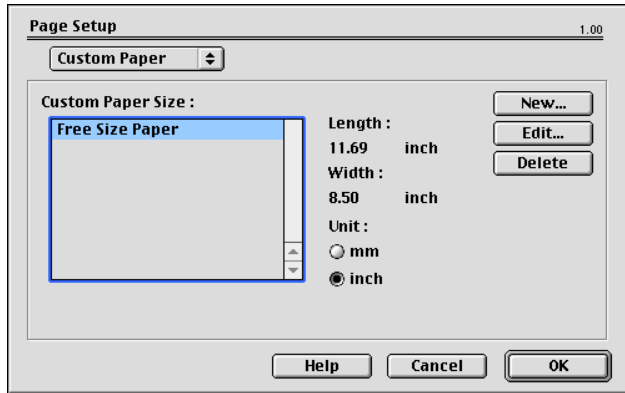 Page Setup 1.00
Custom Paper
Custom Paper Size :
Free Size Paper
Length :
11.69 inch
Width :
8.50 inch
Unit :
mm
inch
New...
Edit...
Delete
Help Cancel OK